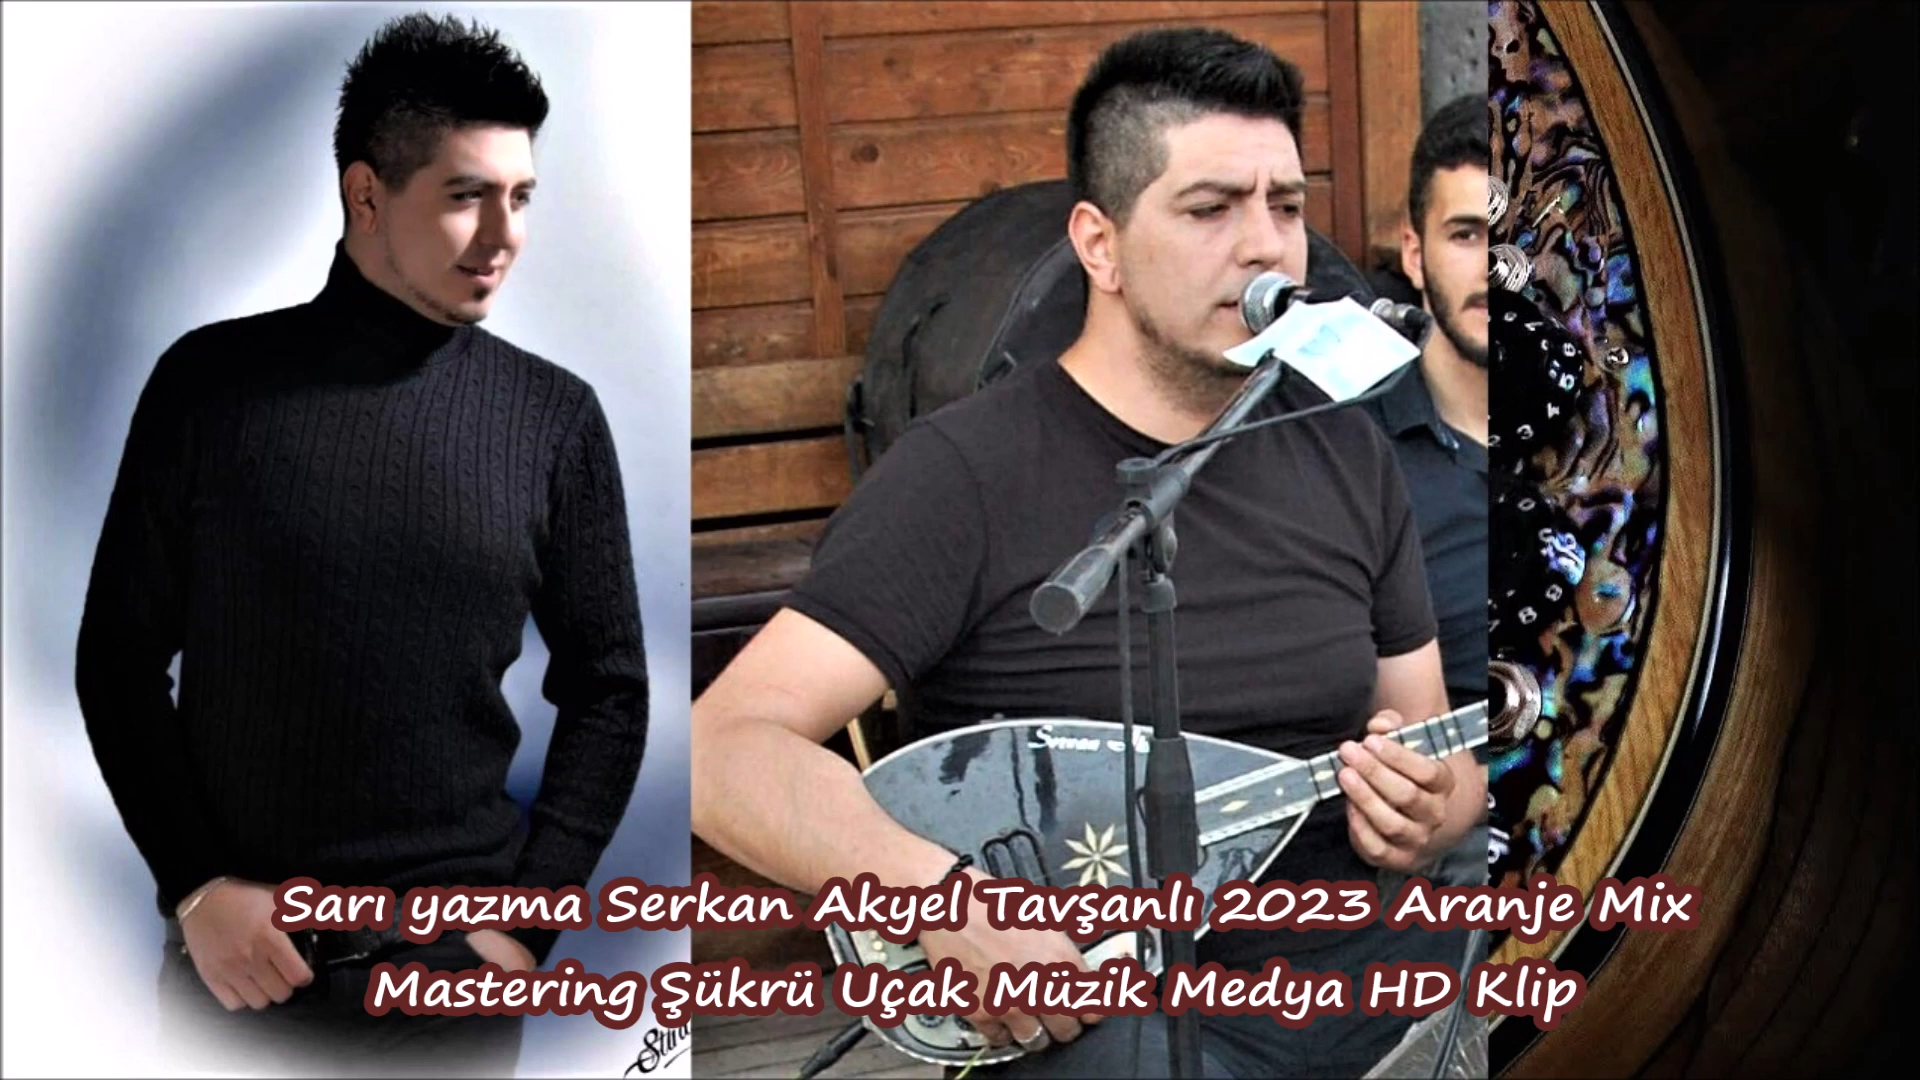 Sarı yazma Serkan Akyel Tavşanlı 2023 Aranje Mix
Mastering Şükrü Uçak Müzik Medya HD Klip